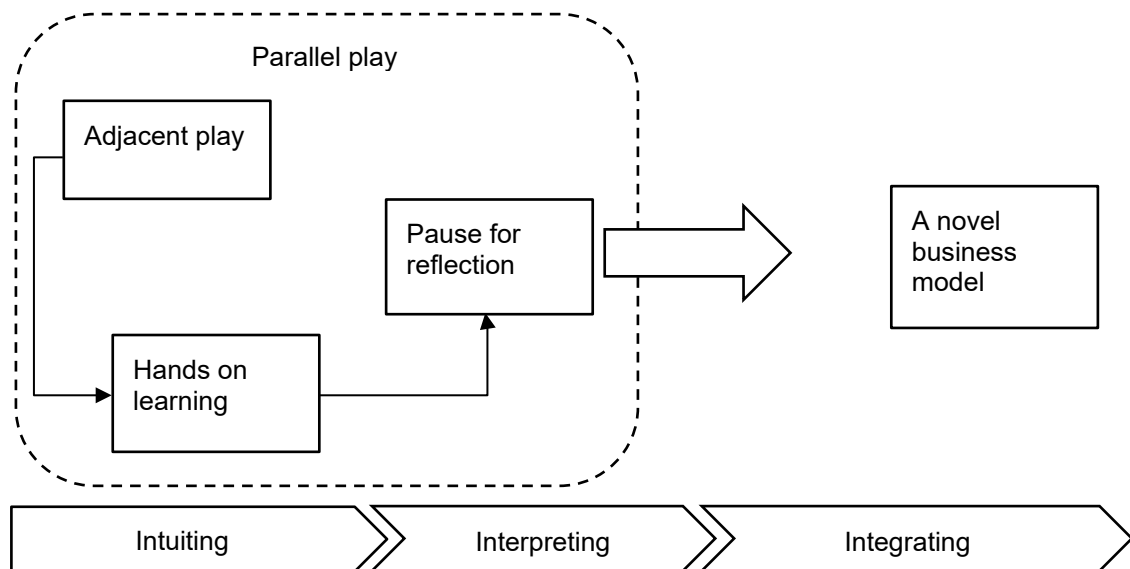 Parallel play
Adjacent play
Hands on
learning
Pause for
reflection
A novel
business
model
Intuiting
Interpreting
Integrating